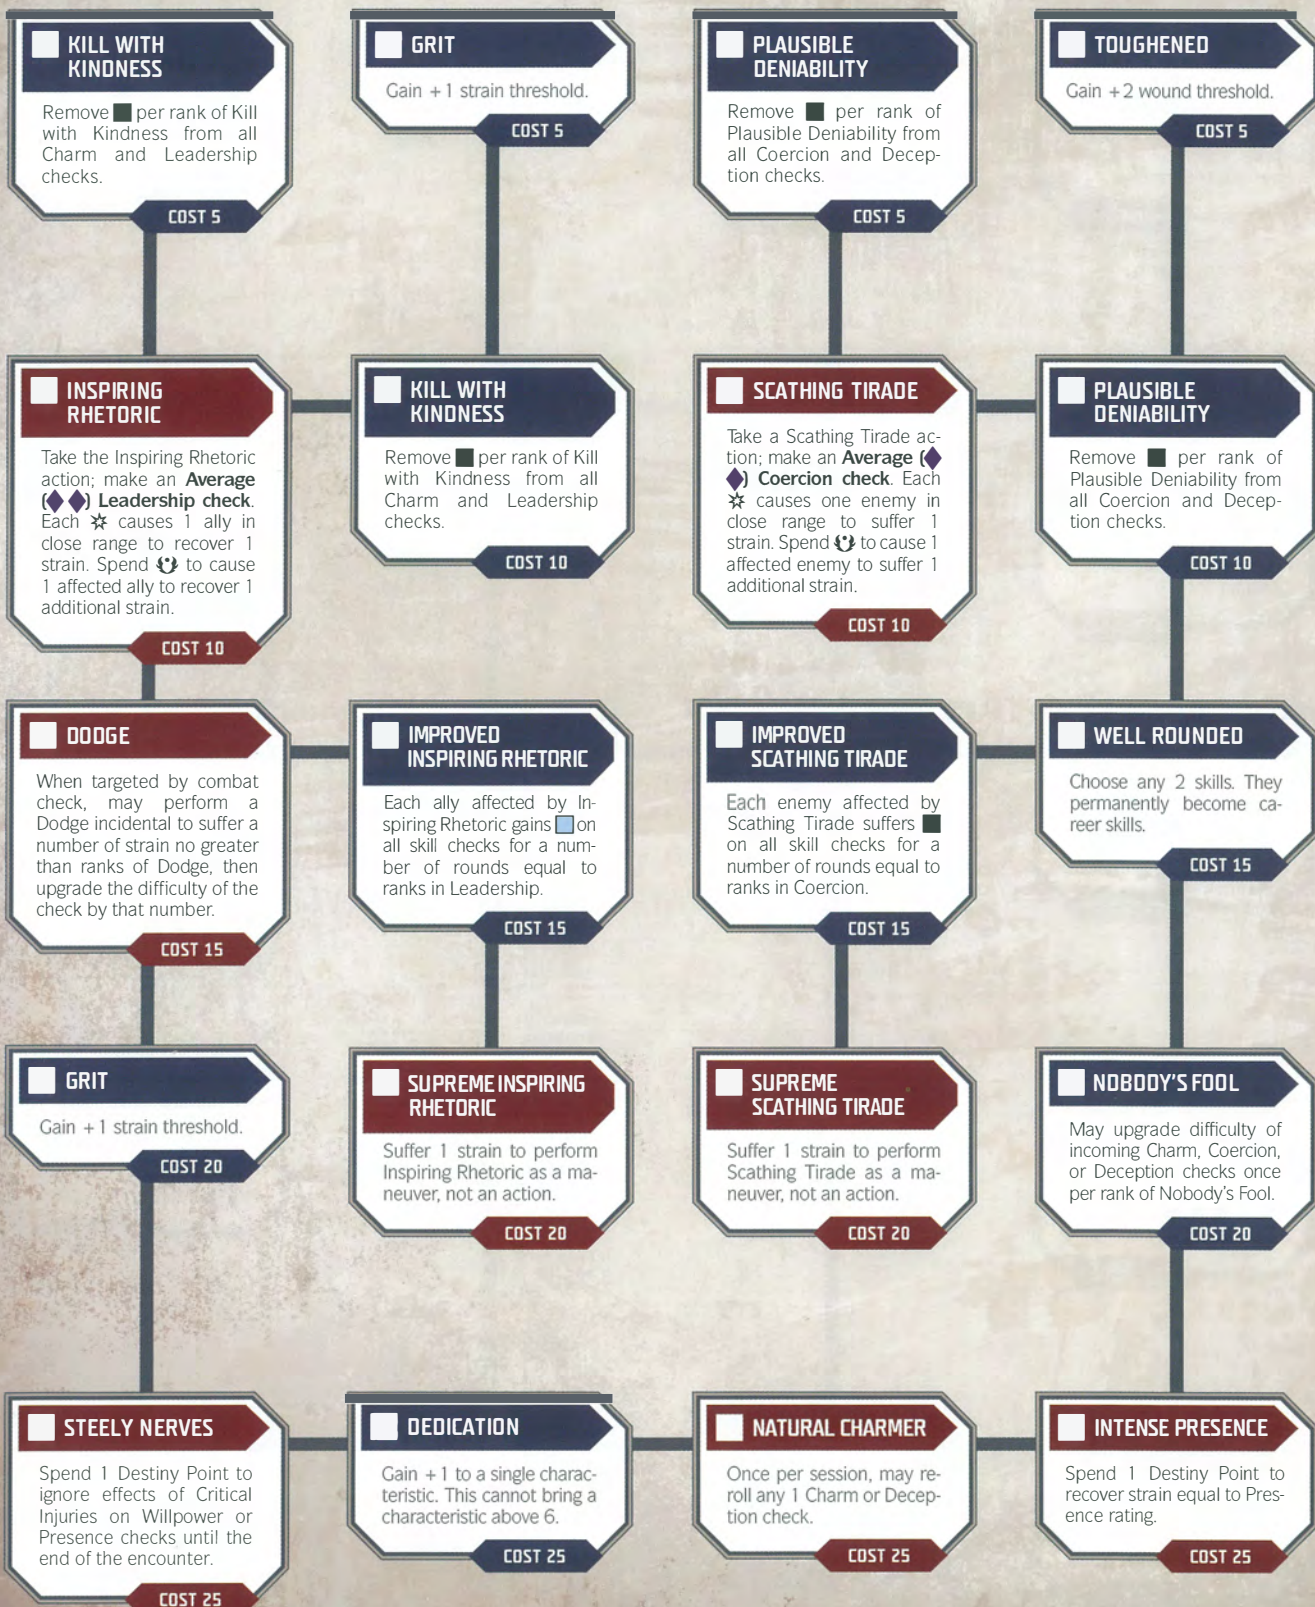 KILL WITH
KINDNESS
Remove per rank of Kill
with Kindness from all
Charm and Leadership
checks.
COST 5
GRIT
Gain +1 strain threshold.
COST 5
PLAUSIBLE
DENIABILITY
Remove per rank of
Plausible Deniability from
all Coercion and Decep-
tion checks.
COST 5
TOUGHENED
Gain +2 wound threshold.
COST 5
INSPIRING
RHETORIC
Take the Inspiring Rhetoric
action; make an Average
(◆◆) Leadership check.
Each causes 1 ally in
close range to recover 1
strain. Spend to cause
1 affected ally to recover 1
additional strain.
COST 10
KILL WITH
KINDNESS
Remove per rank of Kill
with Kindness from all
Charm and Leadership
checks.
COST 10
SCATHING TIRADE
Take a Scathing Tirade ac-
tion; make an Average (◆
◆) Coercion check. Each
causes one enemy in
close range to suffer 1
strain. Spend to cause 1
affected enemy to suffer 1
additional strain.
COST 10
PLAUSIBLE
DENIABILITY
Remove per rank of
Plausible Deniability from
all Coercion and Decep-
tion checks.
COST 10
DODGE
When targeted by combat
check, may perform a
Dodge incidental to suffer a
number of strain no greater
than ranks of Dodge, then
upgrade the difficulty of the
check by that number.
COST 15
IMPROVED
INSPIRING RHETORIC
Each ally affected by In-
spiring Rhetoric gains on
all skill checks for a num-
ber of rounds equal to
ranks in Leadership.
COST 15
IMPROVED
SCATHING TIRADE
Each enemy affected by
Scathing Tirade suffers
on all skill checks for a
number of rounds equal to
ranks in Coercion.
COST 15
WELL ROUNDED
Choose any 2 skills. They
permanently become ca-
reer skills.
COST 15
GRIT
Gain +1 strain threshold.
COST 20
SUPREME INSPIRING
RHETORIC
Suffer 1 strain to perform
Inspiring Rhetoric as a ma-
neuver, not an action.
COST 20
SUPREME
SCATHING TIRADE
Suffer 1 strain to perform
Scathing Tirade as a ma-
neuver, not an action.
COST 20
NOBODY'S FOOL
May upgrade difficulty of
incoming Charm, Coercion,
or Deception checks once
per rank of Nobody's Fool.
COST 20
STEELY NERVES
Spend 1 Destiny Point to
ignore effects of Critical
Injuries on Willpower or
Presence checks until the
end of the encounter.
COST 25
DEDICATION
Gain +1 to a single charac-
teristic. This cannot bring a
characteristic above 6.
COST 25
NATURAL CHARMER
Once per session, may re-
roll any 1 Charm or Decep-
tion check.
COST 25
INTENSE PRESENCE
Spend 1 Destiny Point to
recover strain equal to Pres-
ence rating.
COST 25